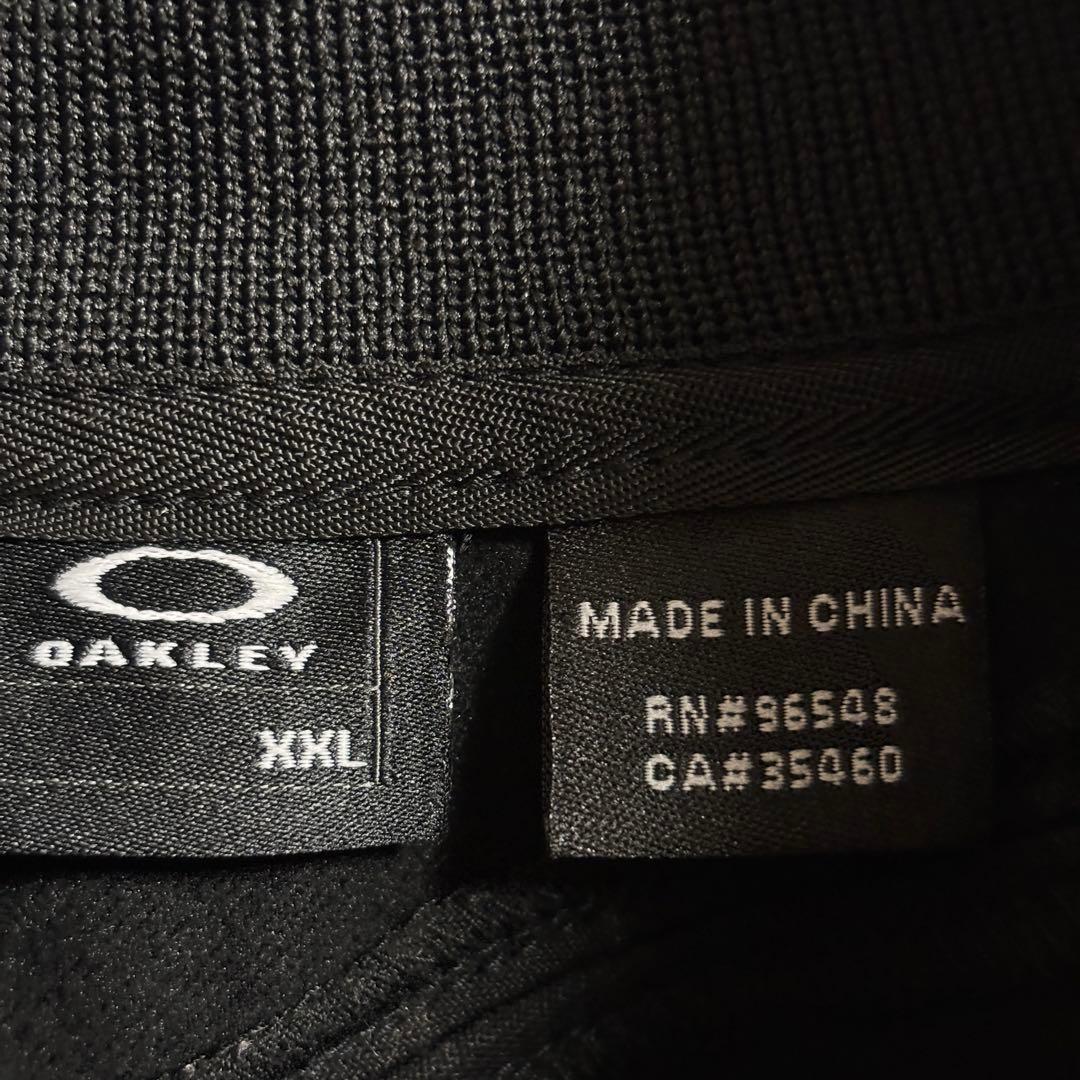 OAKLEY
XXL
MADE IN CHINA
RN#96548
CA#35460